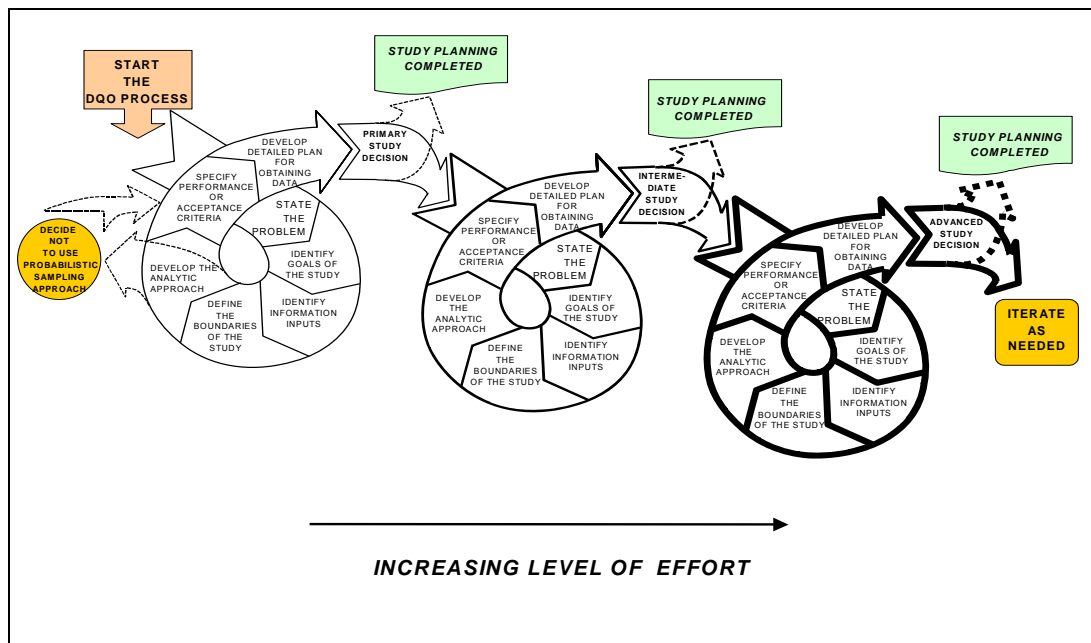 START
THE
DQO PROCESS
STUDY PLANNING
COMPLETED
DECIDE
NOT
TO USE
PROBABILISTIC
SAMPLING
APPROACH
STATE
THE
PROBLEM
IDENTIFY
GOALS OF
THE STUDY
IDENTIFY
INFORMATION
INPUTS
DEFINE
THE
BOUNDARIES
OF THE
STUDY
DEVELOP THE
ANALYTIC
APPROACH
SPECIFY
PERFORMANCE
OR
ACCEPTANCE
CRITERIA
DEVELOP
DETAILED PLAN
FOR
OBTAINING
DATA
PRIMARY
STUDY
DECISION
STUDY PLANNING
COMPLETED
STATE
THE
PROBLEM
IDENTIFY
GOALS OF
THE STUDY
IDENTIFY
INFORMATION
INPUTS
DEFINE
THE
BOUNDARIES
OF THE STUDY
DEVELOP
THE
ANALYTIC
APPROACH
SPECIFY
PERFORMANCE
OR
ACCEPTANCE
CRITERIA
DEVELOP
DETAILED PLAN
FOR
OBTAINING
DATA
INTERME-
DIATE STUDY
DECISION
STUDY PLANNING
COMPLETED
STATE
THE
PROBLEM
IDENTIFY
GOALS OF
THE STUDY
IDENTIFY
INFORMATION
INPUTS
DEFINE
THE
BOUNDARIES
OF THE STUDY
DEVELOP
THE
ANALYTIC
APPROACH
SPECIFY
PERFORMANCE
OR
ACCEPTANCE
CRITERIA
DEVELOP
DETAILED PLAN
FOR
OBTAINING
DATA
ADVANCED
STUDY
DECISION
ITERATE
AS
NEEDED
INCREASING LEVEL OF EFFORT